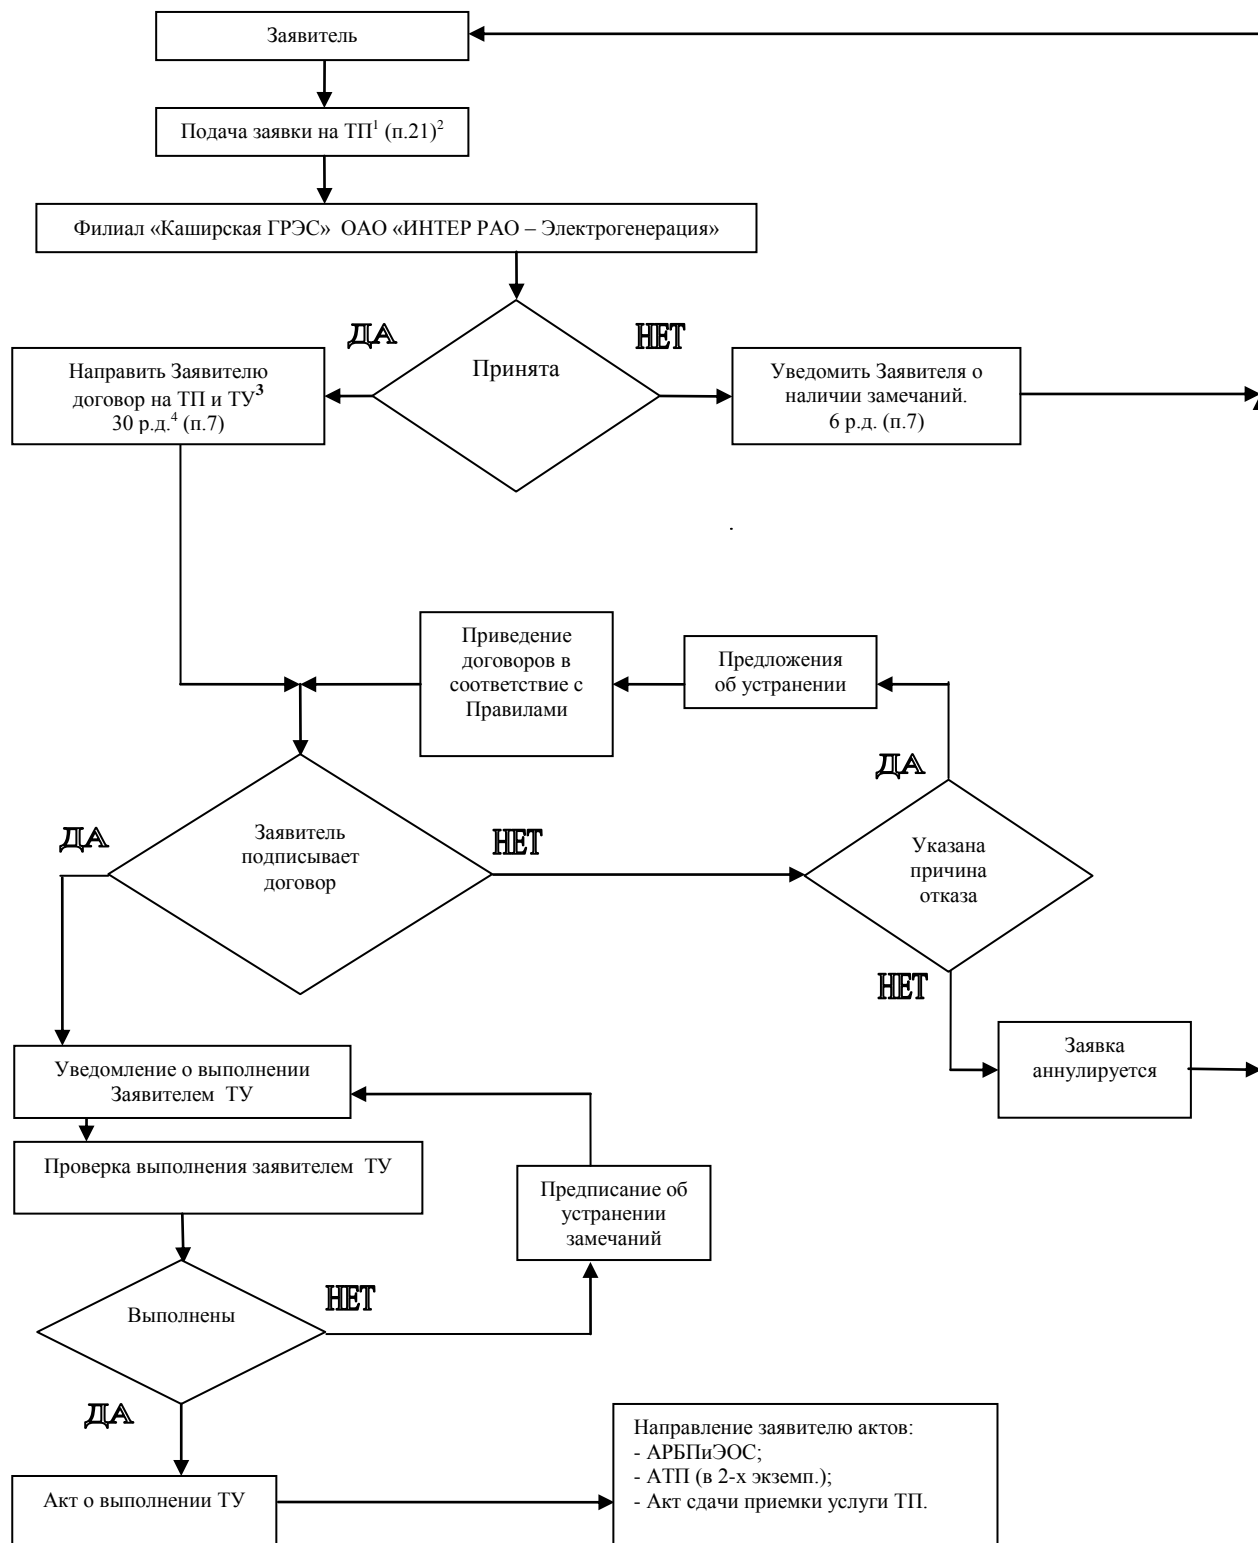 Заявитель
Подача заявки на ТП¹ (п.21)²
Филиал «Каширская ГРЭС» ОАО «ИНТЕР РАО – Электрогенерация»
ДА
НЕТ
Принята
Направить Заявителю
договор на ТП и ТУ³
30 р.д.⁴ (п.7)
Уведомить Заявителя о
наличии замечаний.
6 р.д. (п.7)
.
Приведение
договоров в
соответствие с
Правилами
Предложения
об устранении
ДА
ДА
Заявитель
подписывает
договор
НЕТ
Указана
причина
отказа
НЕТ
Заявка
аннулируется
Уведомление о выполнении
Заявителем ТУ
Проверка выполнения заявителем ТУ
Предписание об
устранении
замечаний
Выполнены
НЕТ
ДА
Акт о выполнении ТУ
Направление заявителю актов:
- АРБПиЭОС;
- АТП (в 2-х экземп.);
- Акт сдачи приемки услуги ТП.